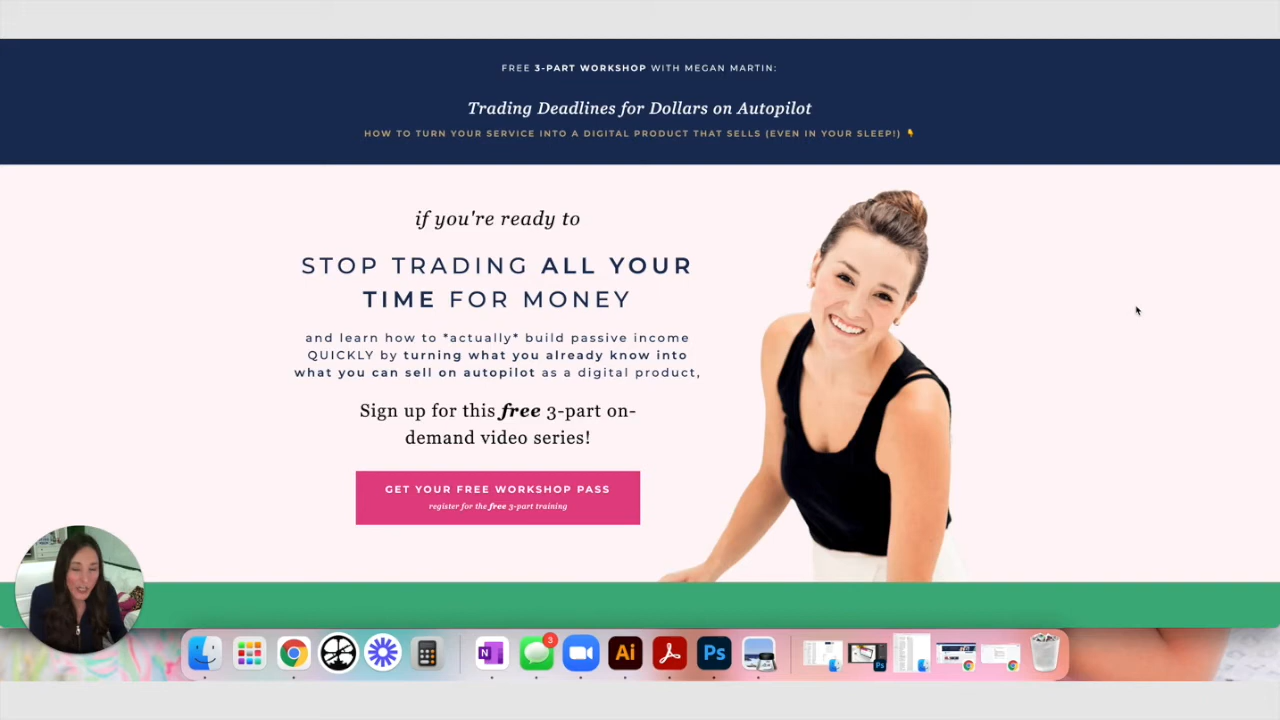 FREE 3-PART WORKSHOP WITH MEGAN MARTIN:
Trading Deadlines for Dollars on Autopilot
HOW TO TURN YOUR SERVICE INTO A DIGITAL PRODUCT THAT SELLS (EVEN IN YOUR SLEEP!) 👇
if you're ready to
STOP TRADING ALL YOUR
TIME FOR MONEY
and learn how to *actually* build passive income
QUICKLY by turning what you already know into
what you can sell on autopilot as a digital product,
Sign up for this free 3-part on-
demand video series!
GET YOUR FREE WORKSHOP PASS
register for the free 3-part training
3
N
Ai
Ps